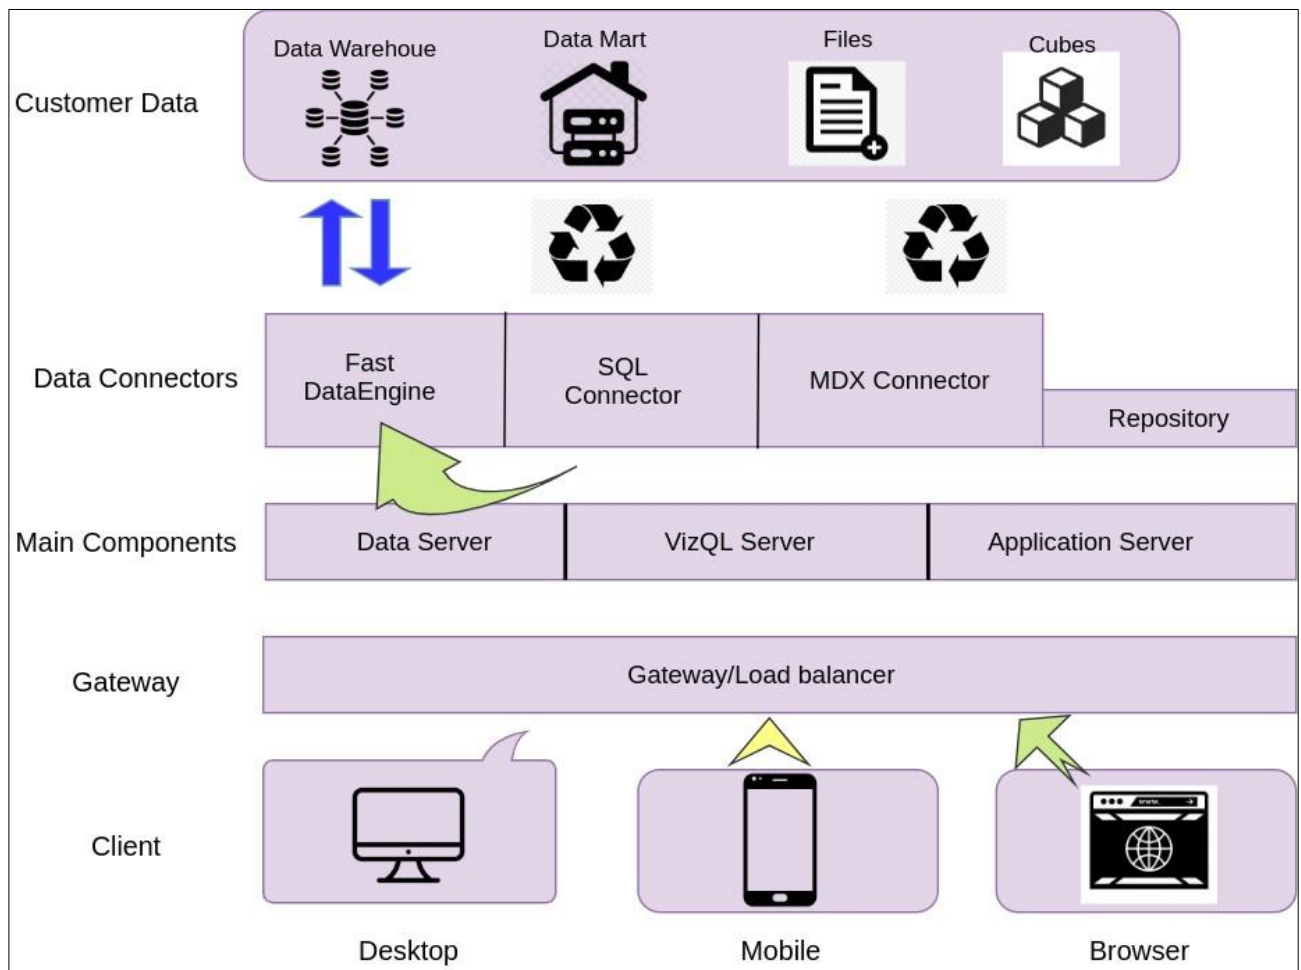 Data Warehoue
Data Mart
Files
Cubes
Customer Data
Fast
DataEngine
SQL
Connector
MDX Connector
Data Connectors
Repository
Main Components
Data Server
VizQL Server
Application Server
Gateway
Gateway/Load balancer
www.
Client
Desktop
Mobile
Browser